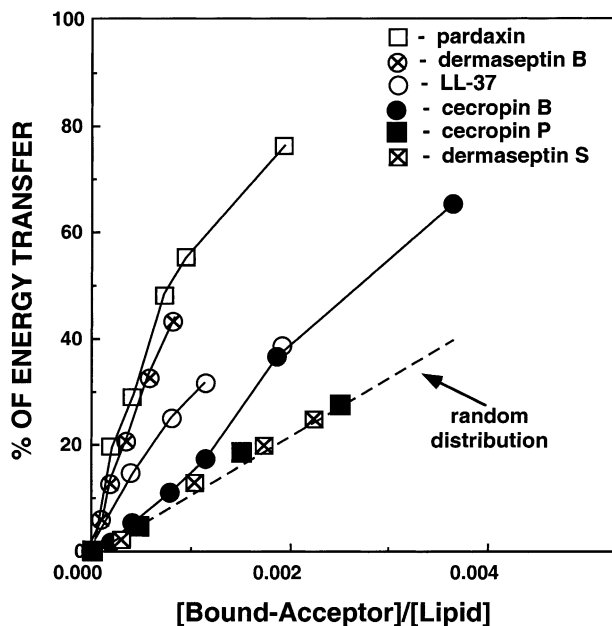 100
80
60
40
20
0
% OF ENERGY TRANSFER
- pardaxin
- dermaseptin B
- LL-37
- cecropin B
- cecropin P
- dermaseptin S
random
distribution
0.000
0.002
0.004
[Bound-Acceptor]/[Lipid]